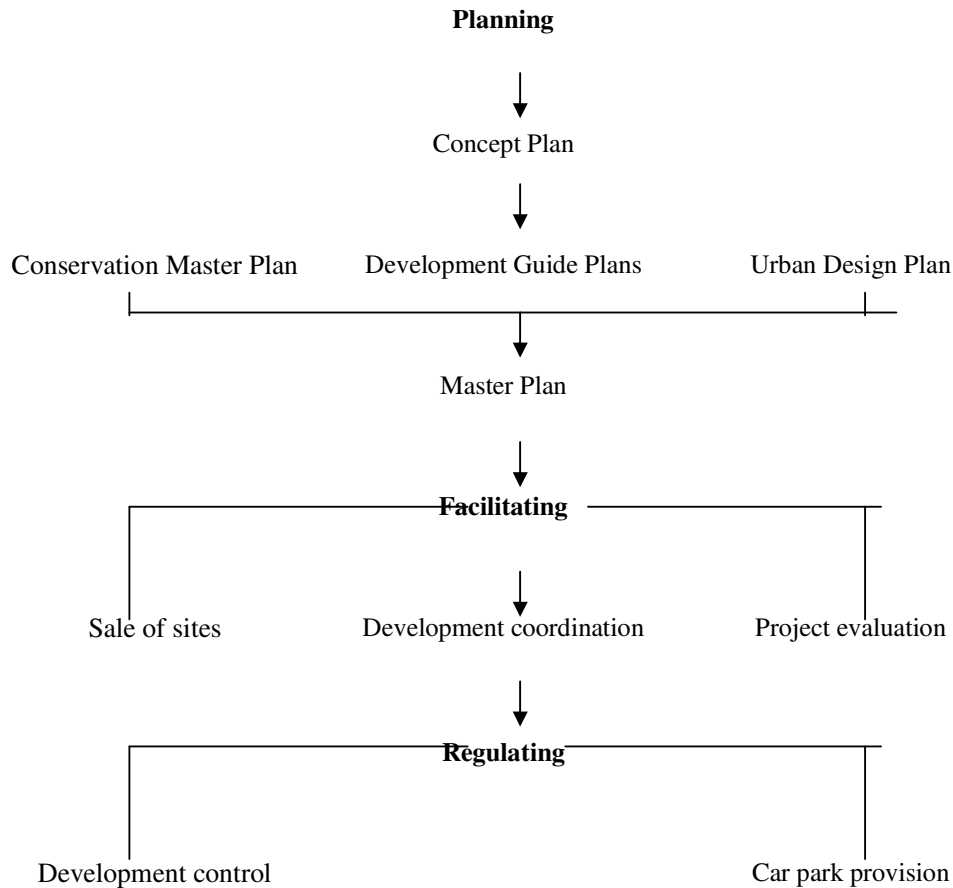 Planning
Concept Plan
Conservation Master Plan Development Guide Plans Urban Design Plan
Master Plan
Facilitating
Sale of sites Development coordination Project evaluation
Regulating
Development control Car park provision